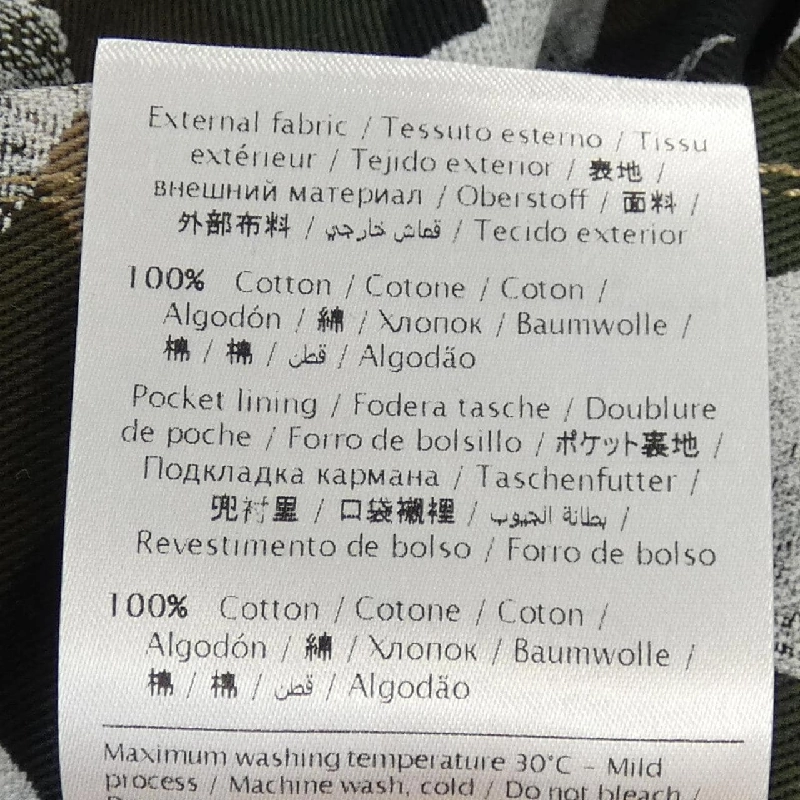 External fabric / Tessuto esterno / Tissu
extérieur / Tejido exterior / 表地 /
внешний материал / Oberstoff / 面料 /
外部布料 / قماش خارجي / Tecido exterior
100% Cotton / Cotone / Coton /
Algodón / 綿 / Хлопок / Baumwolle /
棉 / 棉 / قطن / Algodão
Pocket lining / Fodera tasche / Doublure
de poche / Forro de bolsillo / ポケット裏地 /
Подкладка кармана / Taschenfutter /
兜衬里 / 口袋襯裡 / بطانة الجيوب /
Revestimento de bolso / Forro de bolso
100% Cotton / Cotone / Coton /
Algodón / 綿 / Хлопок / Baumwolle /
棉 / 棉 / قطن / Algodão
Maximum washing temperature 30°C - Mild
process / Machine wash, cold / Do not bleach /